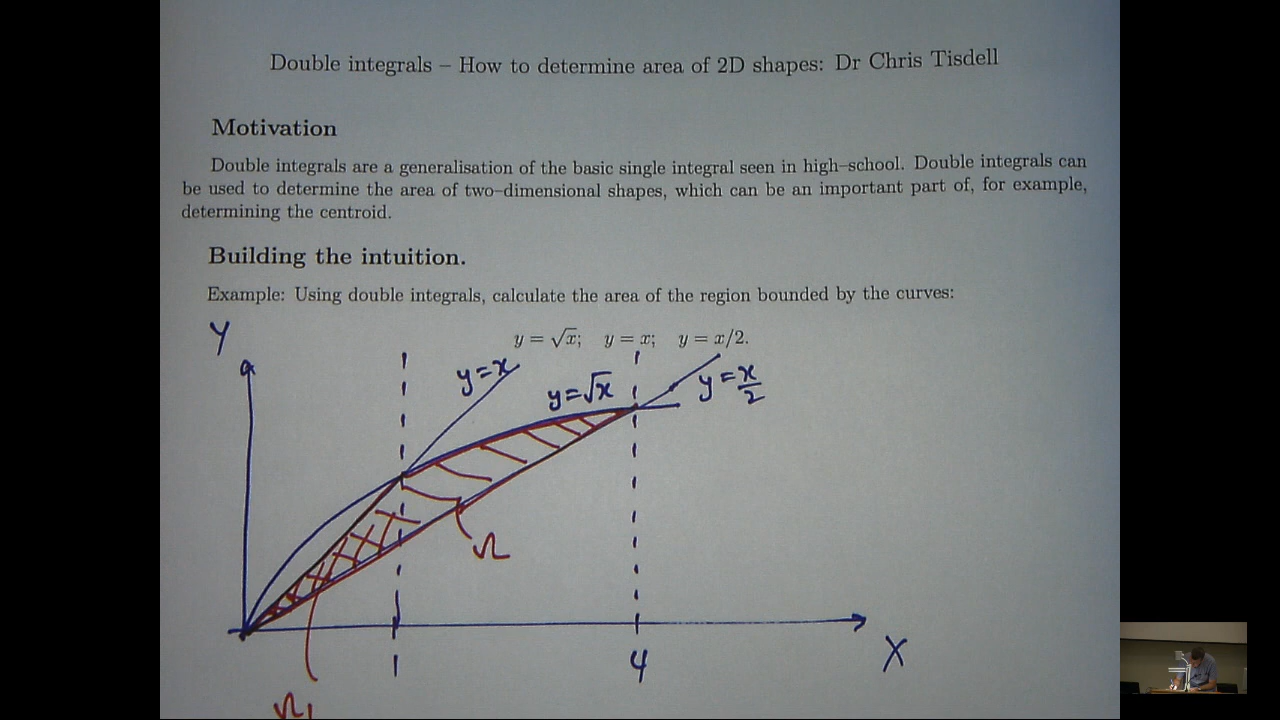 Double integrals – How to determine area of 2D shapes: Dr Chris Tisdell
Motivation
Double integrals are a generalisation of the basic single integral seen in high–school. Double integrals can
be used to determine the area of two–dimensional shapes, which can be an important part of, for example,
determining the centroid.
Building the intuition.
Example: Using double integrals, calculate the area of the region bounded by the curves:
y = √x; y = x; y = x/2.
Y
y=x
y=√x
y=x/2
Ω
1
4
X
Ω1